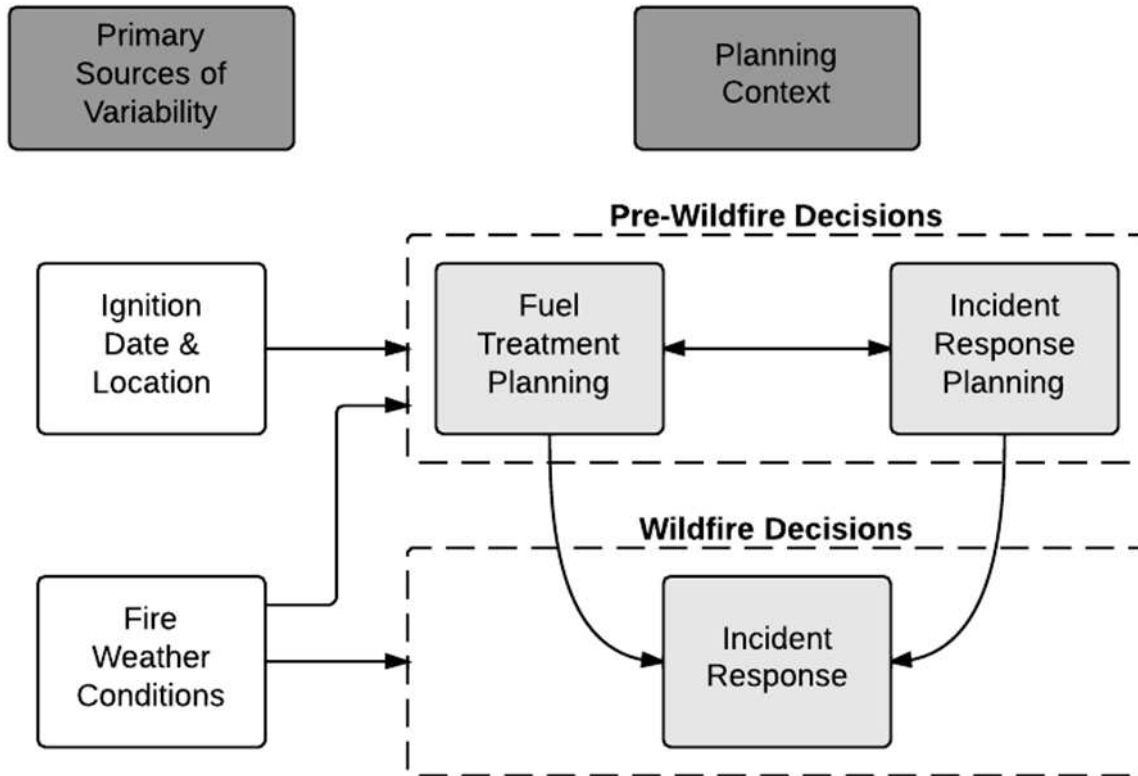 Primary
Sources of
Variability
Planning
Context
Pre-Wildfire Decisions
Ignition
Date &
Location
Fuel
Treatment
Planning
Incident
Response
Planning
Wildfire Decisions
Fire
Weather
Conditions
Incident
Response